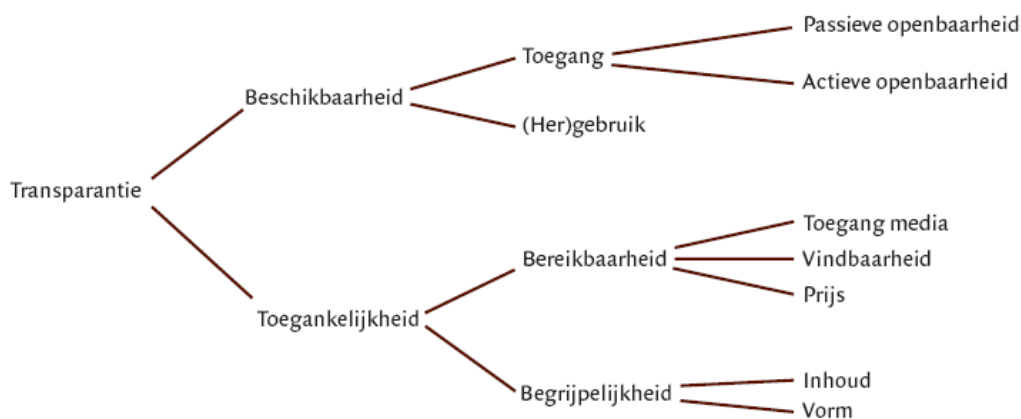 Transparantie
Beschikbaarheid
Toegang
Passieve openbaarheid
Actieve openbaarheid
(Her)gebruik
Toegankelijkheid
Bereikbaarheid
Toegang media
Vindbaarheid
Prijs
Begrijpelijkheid
Inhoud
Vorm